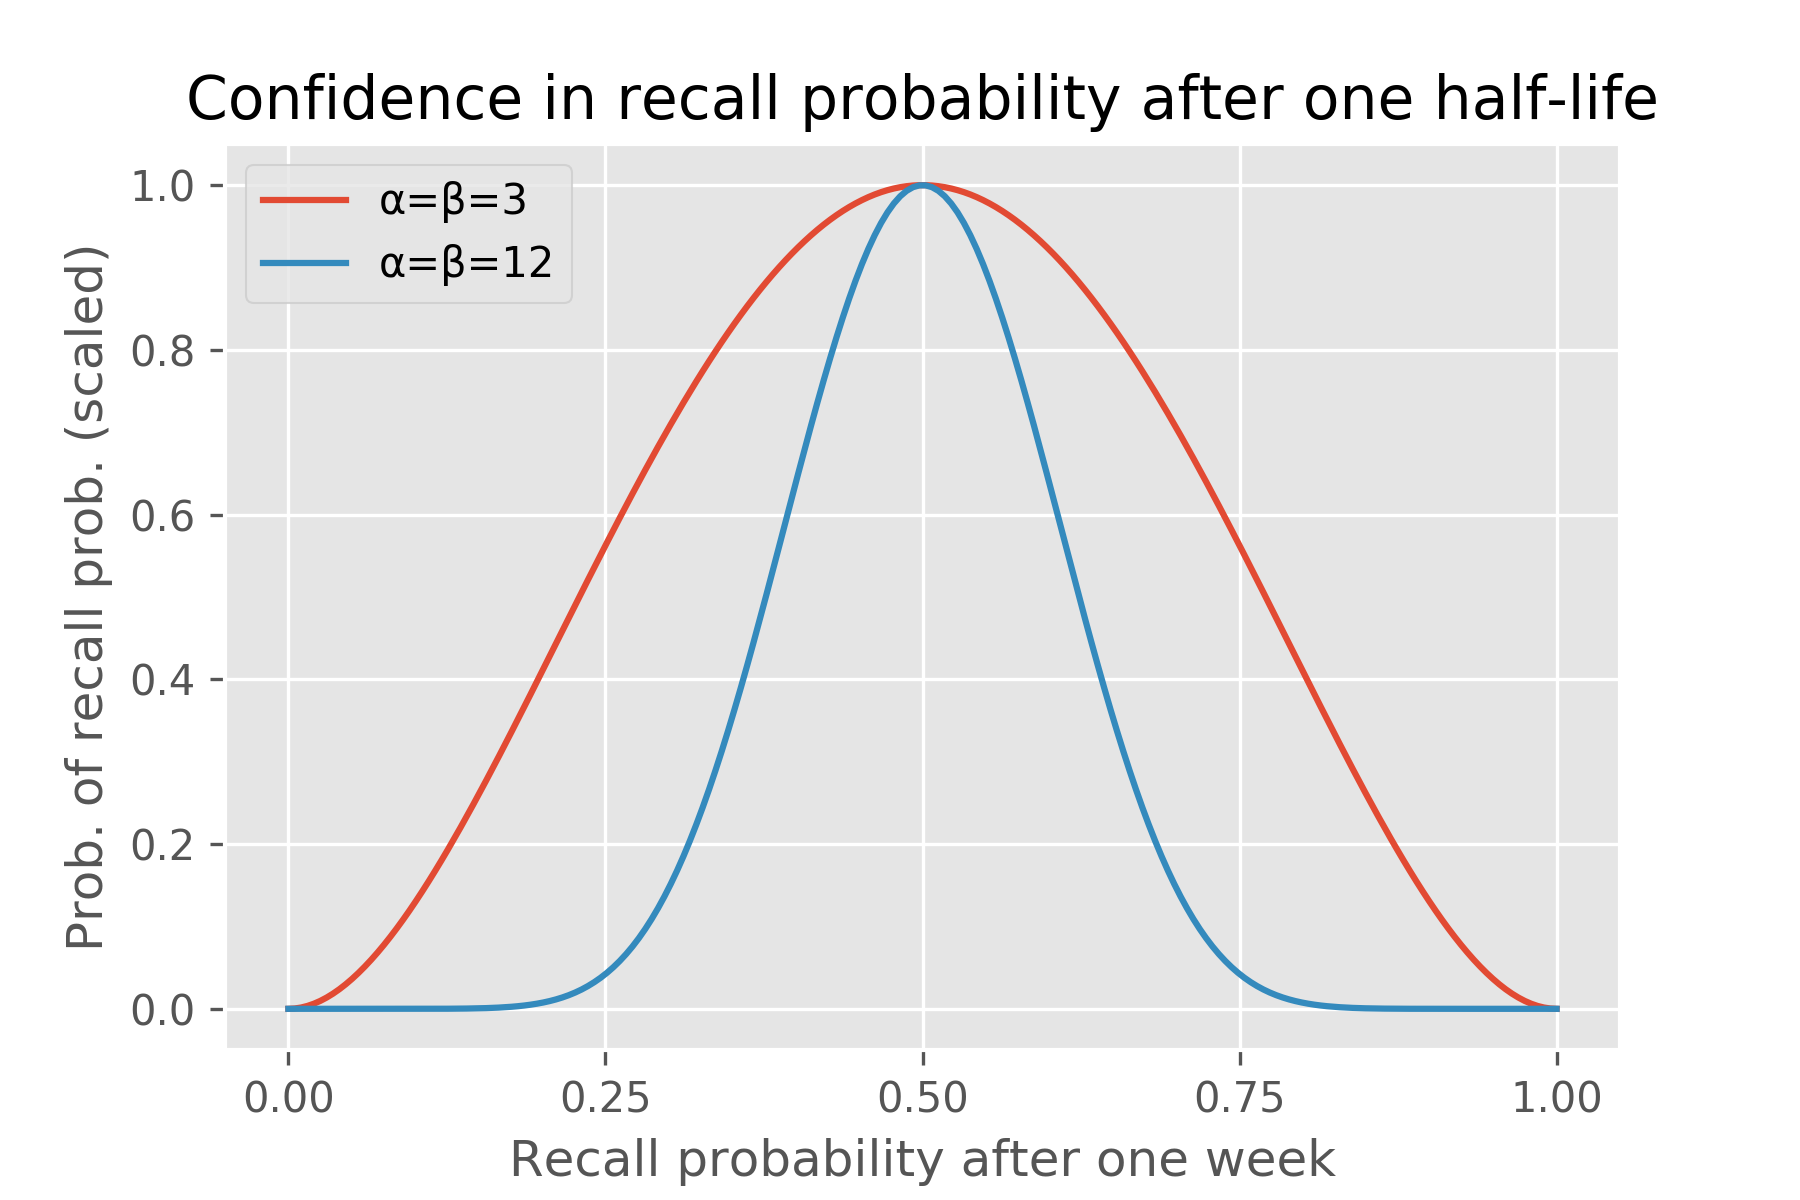 Confidence in recall probability after one half-life
α=β=3
α=β=12
Prob. of recall prob. (scaled)
1.0
0.8
0.6
0.4
0.2
0.0
0.00 0.25 0.50 0.75 1.00
Recall probability after one week